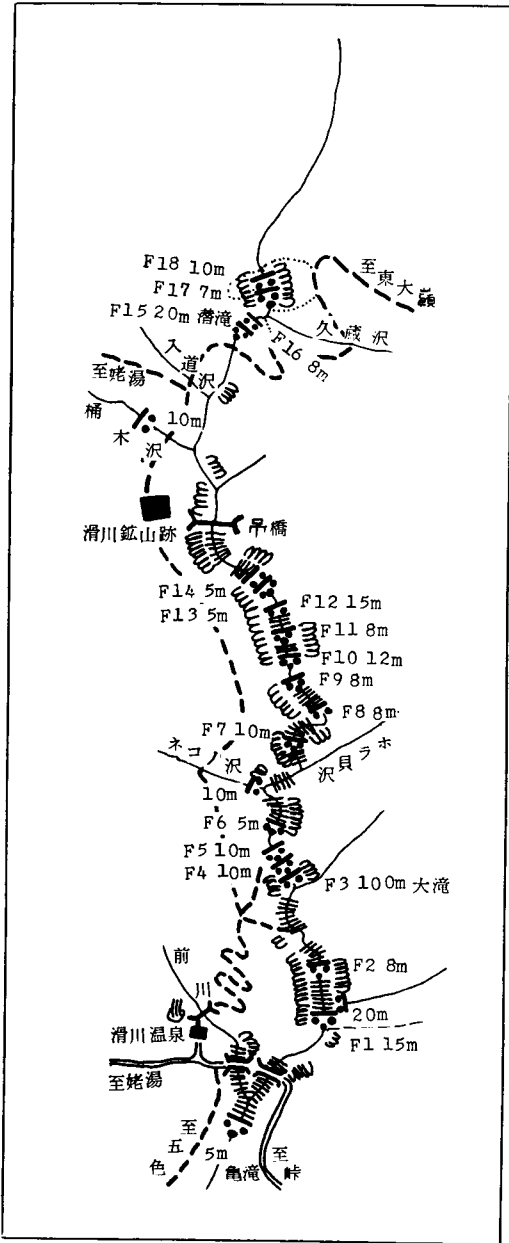 F18 10m
F17 7m
至東大巓
F15 20m 潜滝
久蔵沢
F16 8m
入道沢
至姥湯
10m
桶木沢
滑川鉱山跡
吊橋
F14 5m
F13 5m
F12 15m
F11 8m
F10 12m
F9 8m
F8 8m
F7 10m
ネコ沢
ホラ貝沢
10m
F6 5m
F5 10m
F4 10m
F3 100m 大滝
前川
F2 8m
20m
F1 15m
滑川温泉
至姥湯
至五色
5m
亀滝
至峠